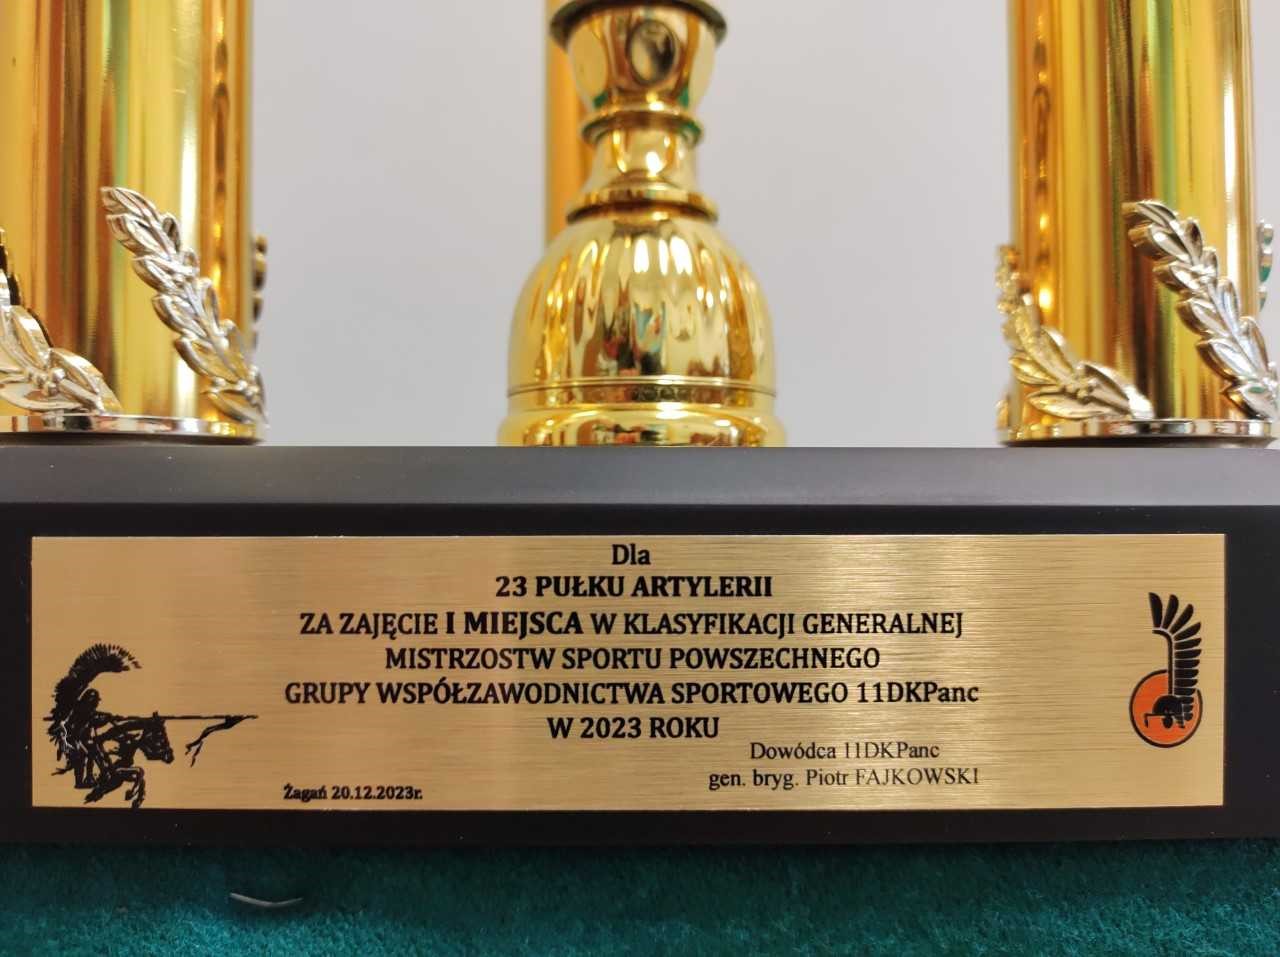 Dla
23 PUŁKU ARTYLERII
ZA ZAJĘCIE I MIEJSCA W KLASYFIKACJI GENERALNEJ
MISTRZOSTW SPORTU POWSZECHNEGO
GRUPY WSPÓŁZAWODNICTWA SPORTOWEGO 11DKPanc
W 2023 ROKU
Dowódca 11DKPanc
gen. bryg. Piotr FAJKOWSKI
Żagań 20.12.2023r.